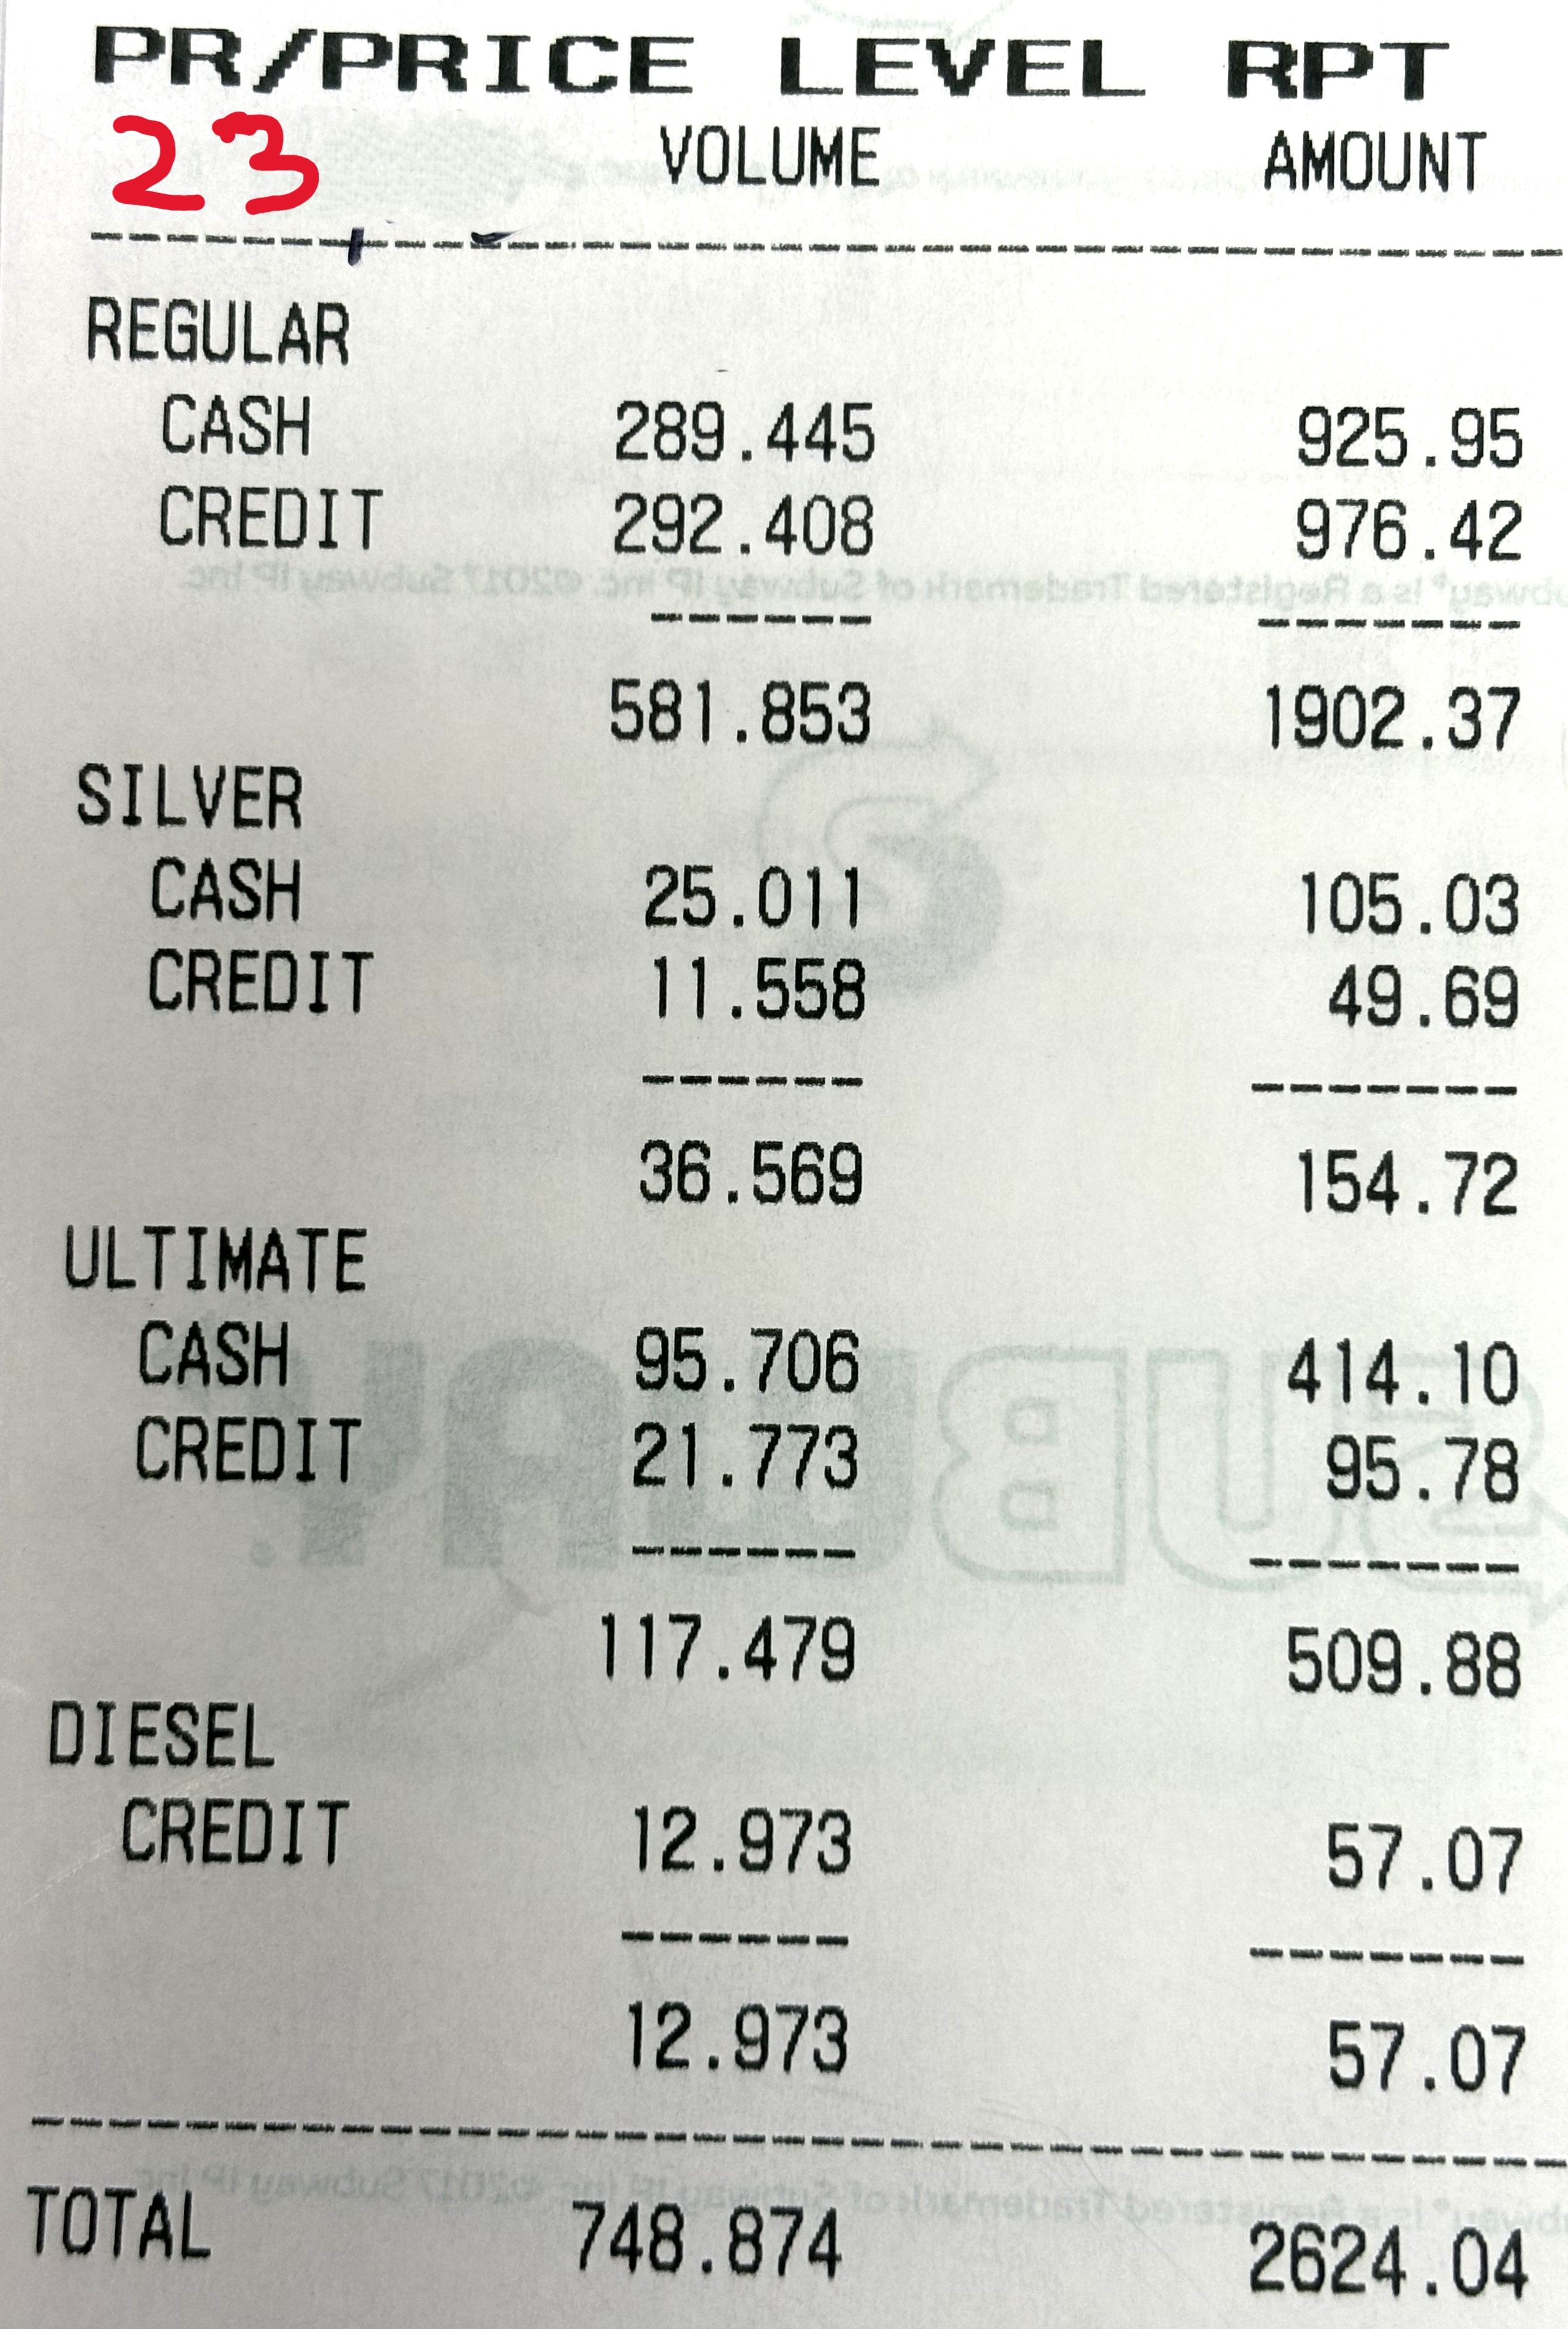 PR/PRICE LEVEL RPT
23 VOLUME AMOUNT
REGULAR
CASH 289.445 925.95
CREDIT 292.408 976.42
bway® is a Registered Trademark of Subway IP Inc. ©2017 Subway IP Inc.
581.853 1902.37
SILVER
CASH 25.011 105.03
CREDIT 11.558 49.69
36.569 154.72
ULTIMATE
CASH 95.706 414.10
CREDIT 21.773 95.78
SUBWAY
117.479 509.88
DIESEL
CREDIT 12.973 57.07
12.973 57.07
bway® is a Registered Trademark of Subway IP Inc. ©2017 Subway IP Inc.
TOTAL 748.874 2624.04